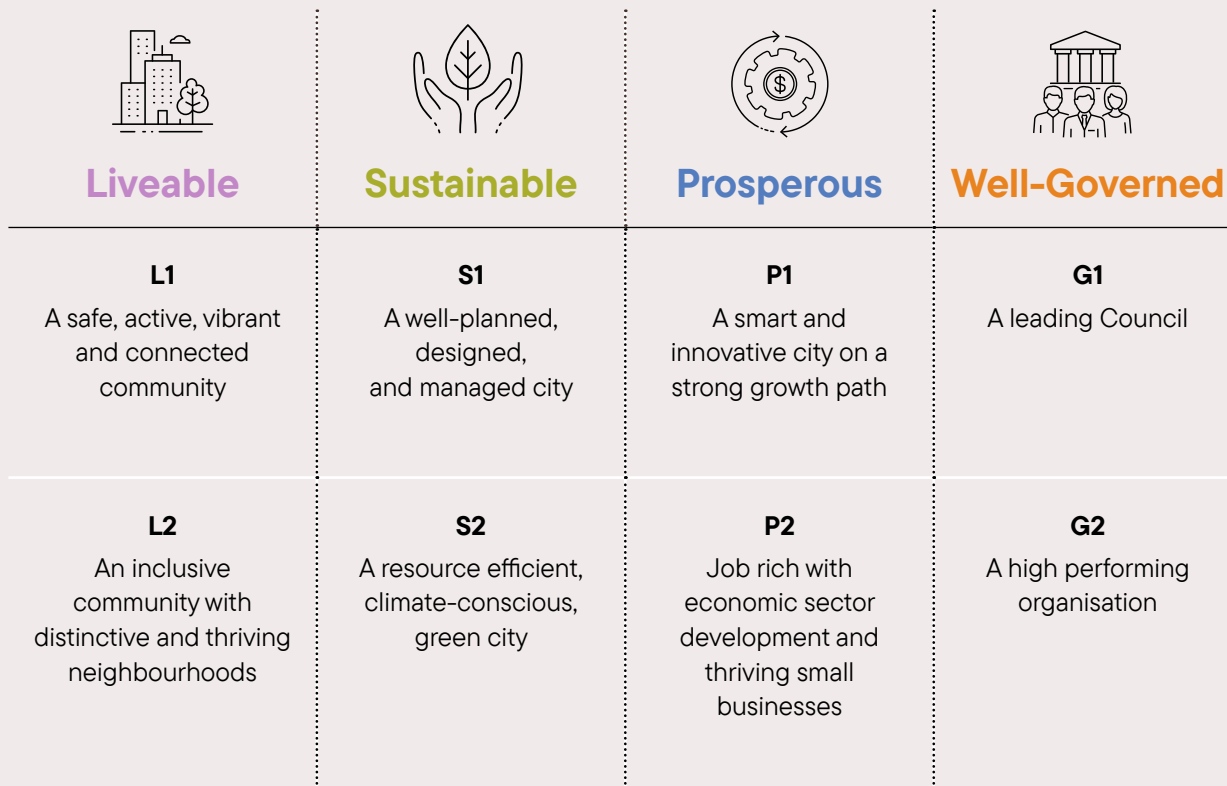 Liveable
Sustainable
Prosperous
Well-Governed
L1
A safe, active, vibrant
and connected
community
S1
A well-planned,
designed,
and managed city
P1
A smart and
innovative city on a
strong growth path
G1
A leading Council
L2
An inclusive
community with
distinctive and thriving
neighbourhoods
S2
A resource efficient,
climate-conscious,
green city
P2
Job rich with
economic sector
development and
thriving small
businesses
G2
A high performing
organisation